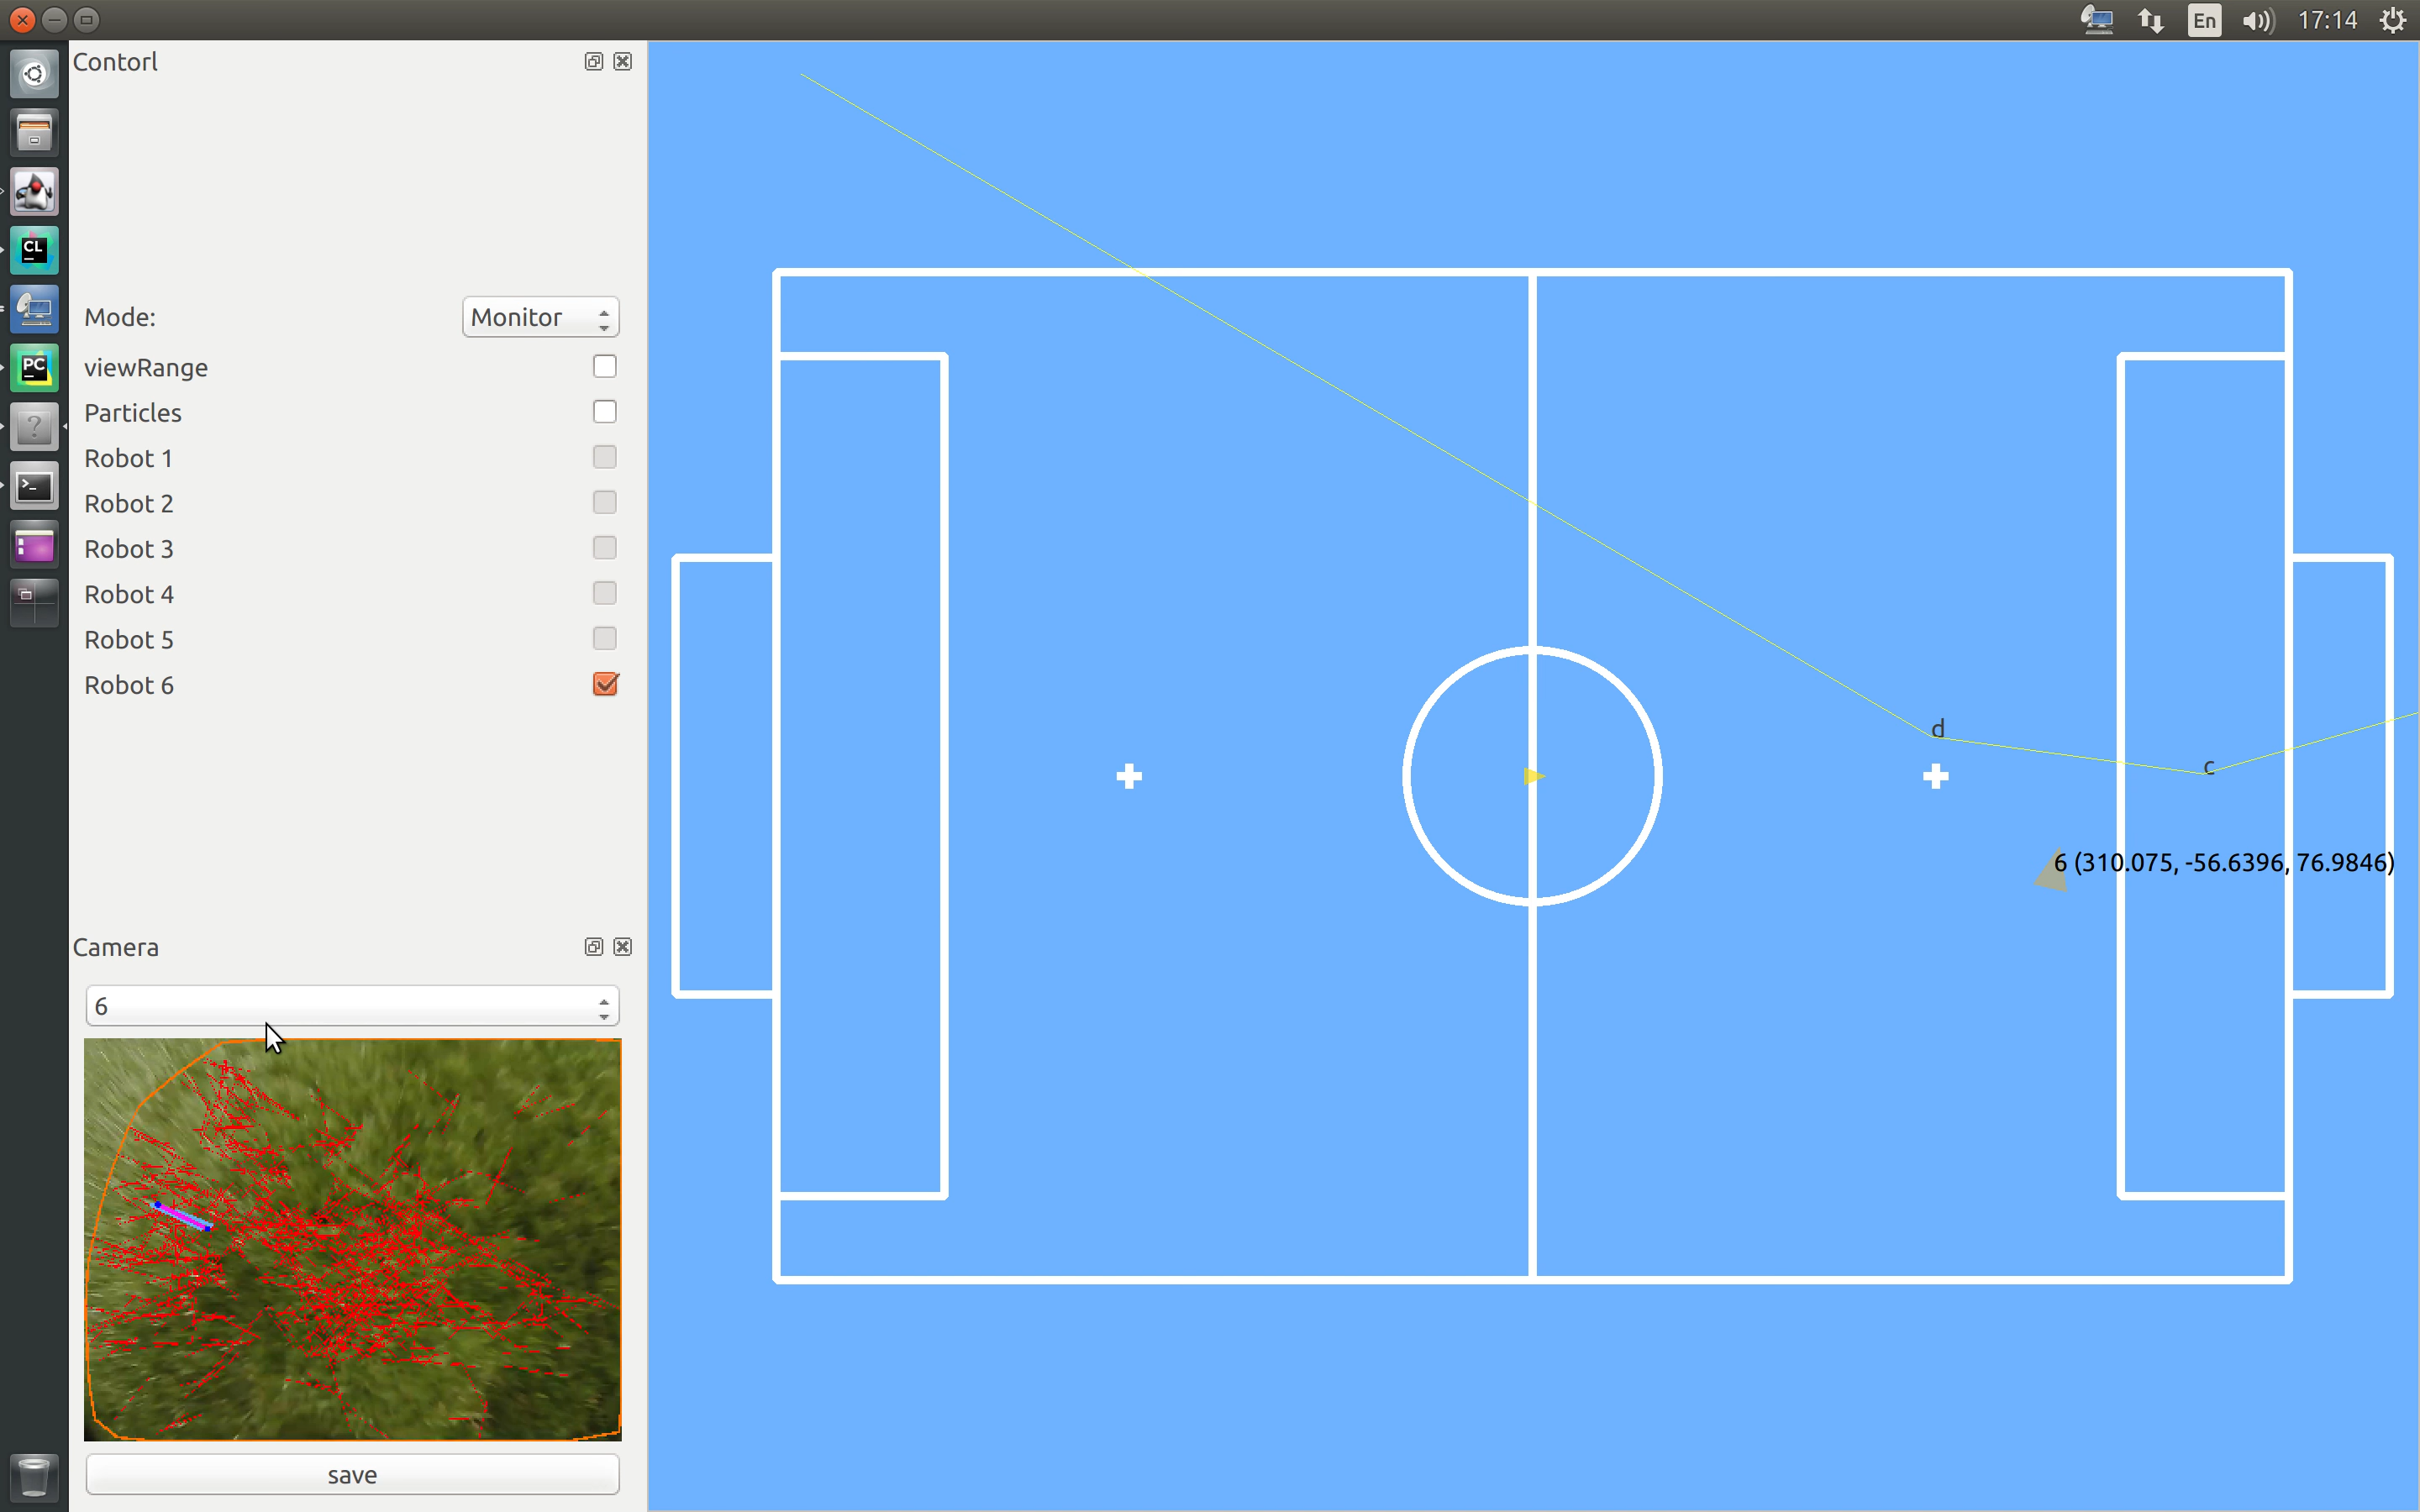 En 17:14
Contorl
Mode: Monitor
viewRange
Particles
Robot 1
Robot 2
Robot 3
Robot 4
Robot 5
Robot 6
Camera
6
save
d
c
6 (310.075, -56.6396, 76.9846)
CL
PC
?
>_